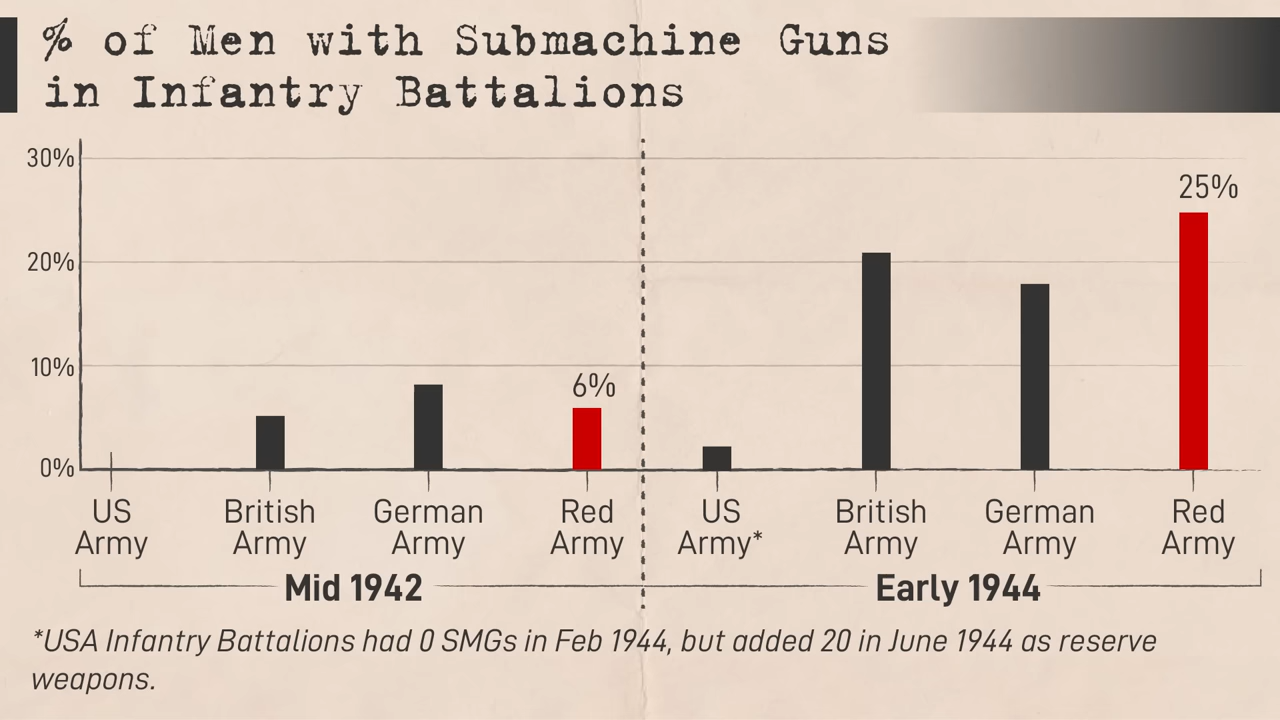 % of Men with Submachine Guns
in Infantry Battalions
30%
20%
10%
0%
6%
25%
US
Army
British
Army
German
Army
Red
Army
US
Army*
British
Army
German
Army
Red
Army
Mid 1942
Early 1944
*USA Infantry Battalions had 0 SMGs in Feb 1944, but added 20 in June 1944 as reserve
weapons.